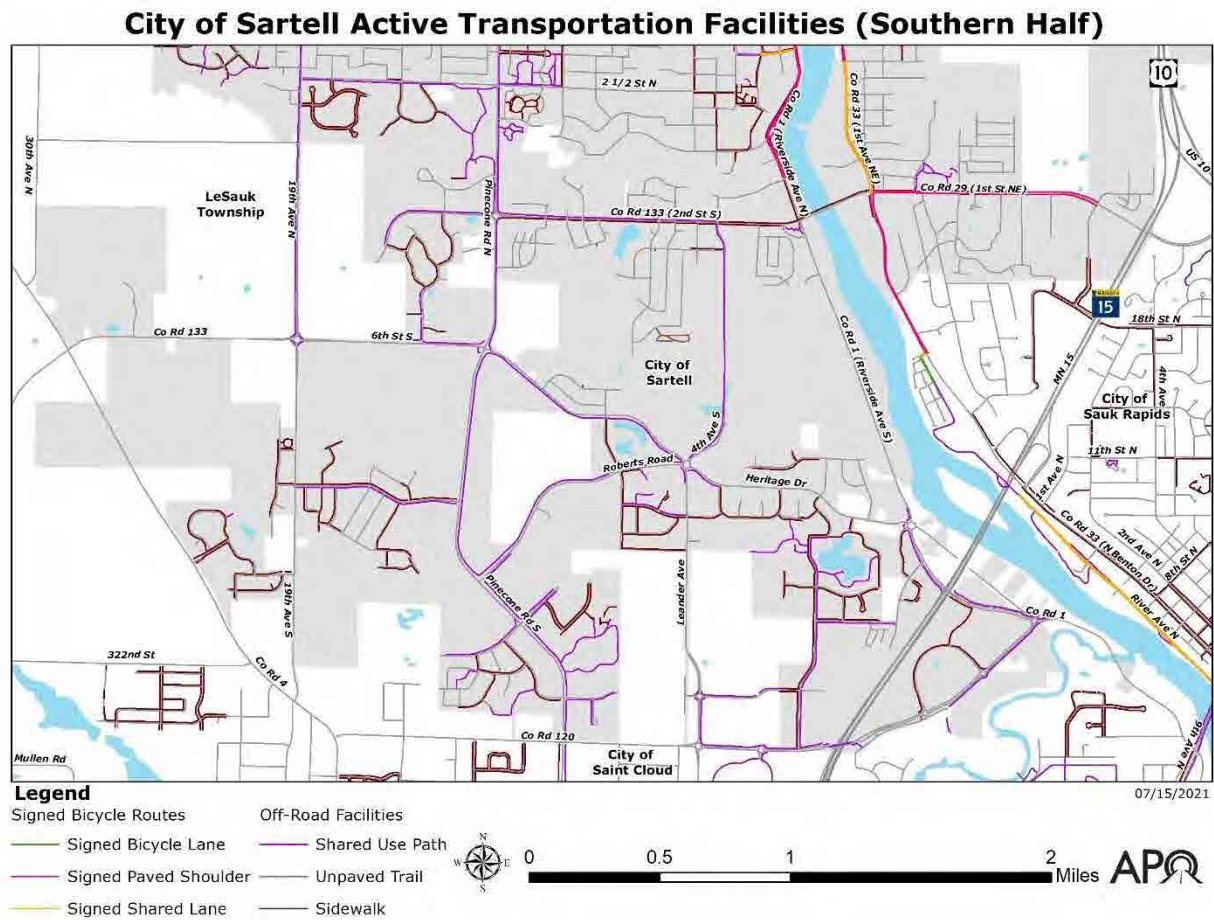 City of Sartell Active Transportation Facilities (Southern Half)
10
2 1/2 St N
Co Rd 1 (Riverside Ave N)
Co Rd 33 (1st Ave NE)
US 10
30th Ave N
LeSauk
Township
19th Ave N
Pinecone Rd N
Co Rd 29 (1st St NE)
Co Rd 133 (2nd St S)
15
18th St N
Co Rd 133
6th St S
City of
Sartell
Co Rd 1 (Riverside Ave S)
MN 15
4th Ave N
City of
Sauk Rapids
4th Ave S
11th St N
Roberts Road
Heritage Dr
1st Ave N
Co Rd 33 (N Benton Dr)
2nd Ave N
8th St N
19th Ave S
Pinecone Rd S
Leander Ave
Co Rd 1
River Ave N
322nd St
Co Rd 4
9th Ave N
Co Rd 120
City of
Saint Cloud
Mullen Rd
Legend
07/15/2021
Signed Bicycle Routes
Off-Road Facilities
Signed Bicycle Lane
Shared Use Path
Signed Paved Shoulder
Unpaved Trail
Signed Shared Lane
Sidewalk
N
W E
S
0 0.5 1 2
Miles
APO